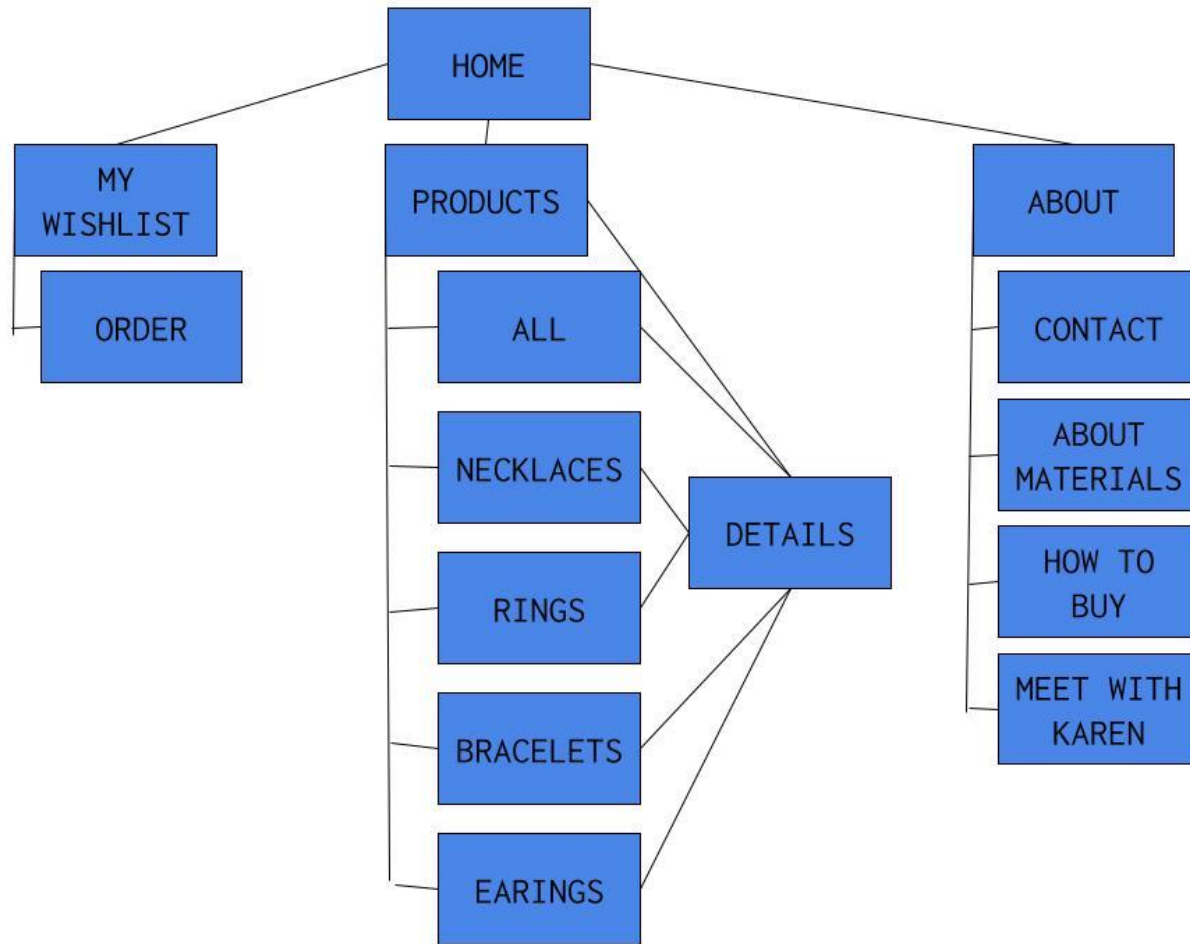 HOME
MY
WISHLIST
PRODUCTS
ABOUT
ORDER
ALL
CONTACT
NECKLACES
ABOUT
MATERIALS
DETAILS
RINGS
HOW TO
BUY
BRACELETS
MEET WITH
KAREN
EARINGS